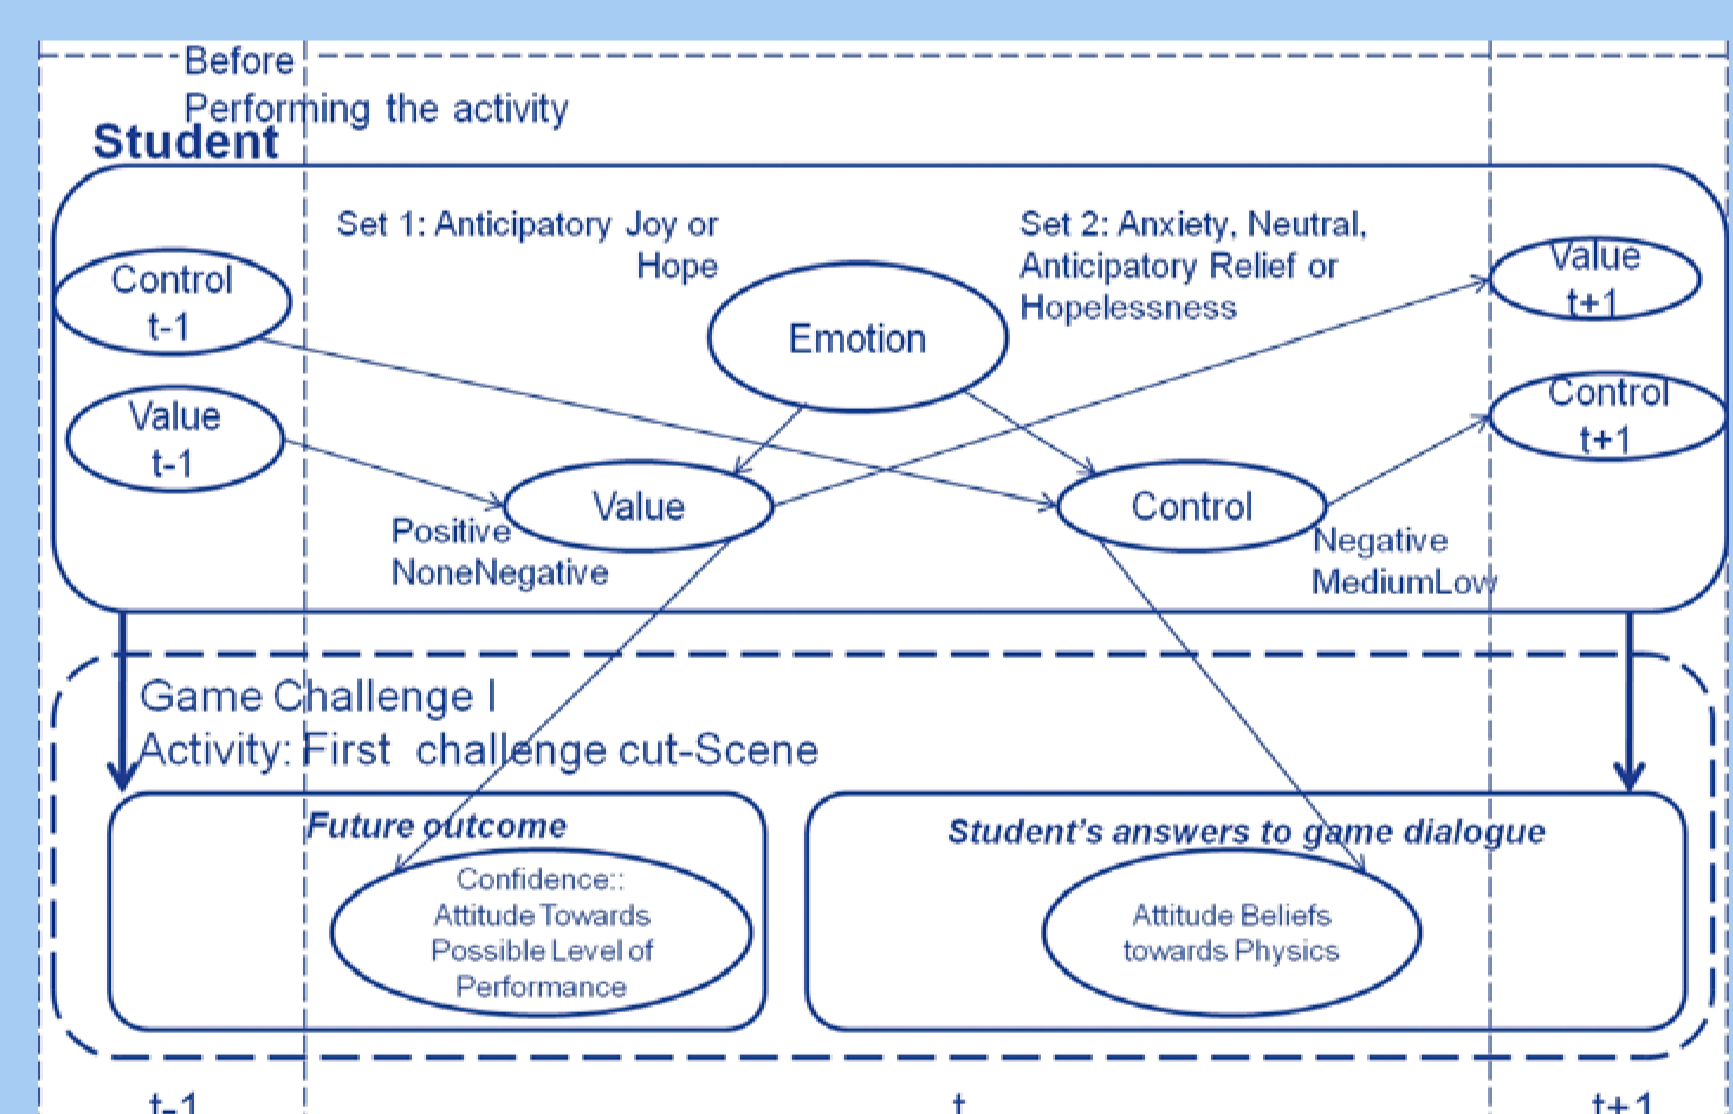 Before
Performing the activity
Student
Set 1: Anticipatory Joy or
Hope
Set 2: Anxiety, Neutral,
Anticipatory Relief or
Hopelessness
Control
t-1
Emotion
Value
t+1
Value
t-1
Control
t+1
Value
Control
Positive
NoneNegative
Negative
MediumLow
Game Challenge I
Activity: First challenge cut-Scene
Future outcome
Confidence::
Attitude Towards
Possible Level of
Performance
Student's answers to game dialogue
Attitude Beliefs
towards Physics
t-1
t
t+1